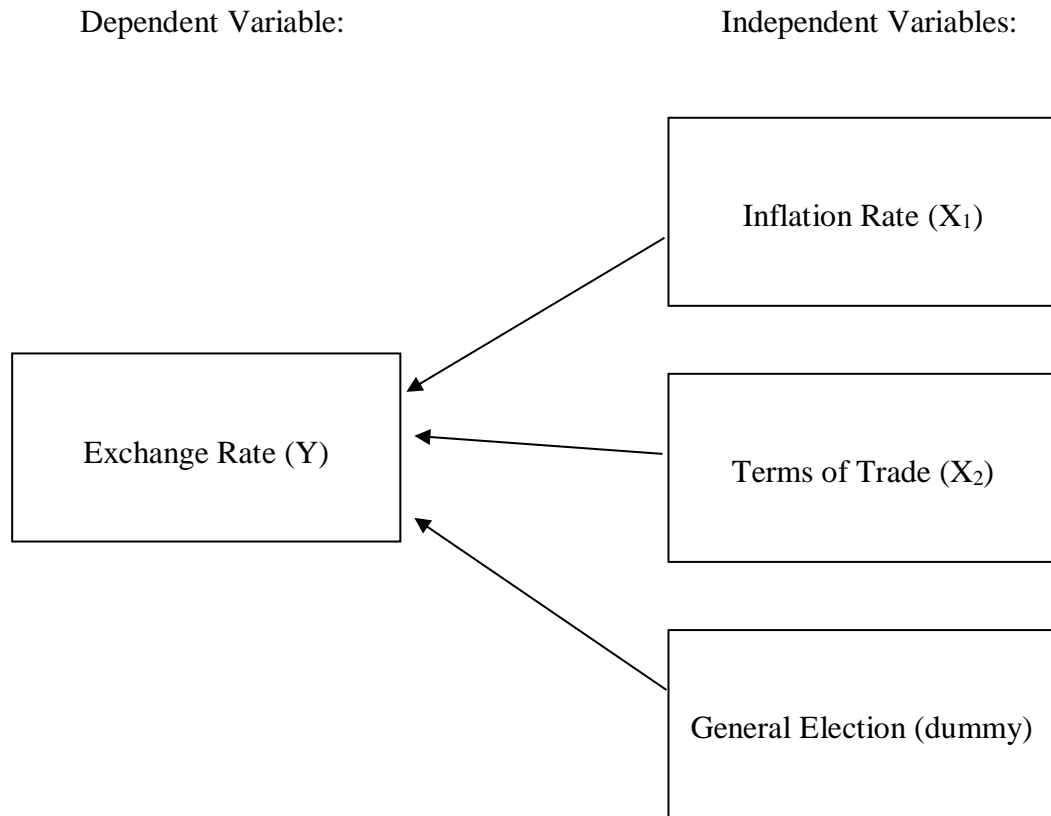 Dependent Variable:
Independent Variables:
Inflation Rate (X₁)
Exchange Rate (Y)
Terms of Trade (X₂)
General Election (dummy)